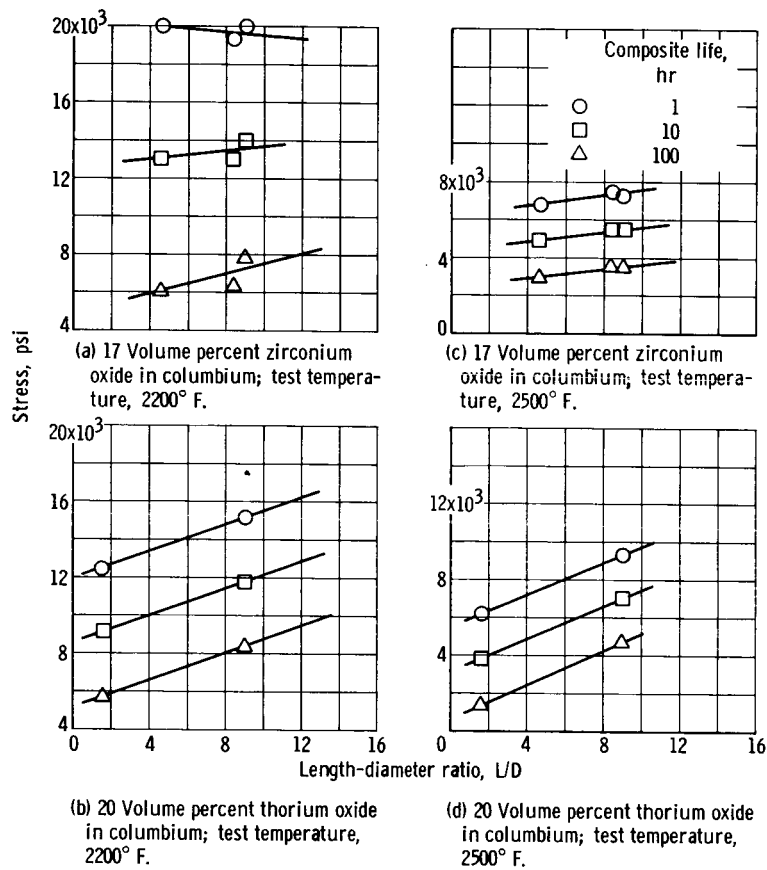 20x10³
16
12
8
4
(a) 17 Volume percent zirconium
oxide in columbium; test tempera-
ture, 2200° F.
Composite life,
hr
1
10
100
8x10³
4
0
(c) 17 Volume percent zirconium
oxide in columbium; test tempera-
ture, 2500° F.
Stress, psi
20x10³
16
12
8
4
0 4 8 12 16
12x10³
8
4
0 4 8 12 16
Length-diameter ratio, L/D
(b) 20 Volume percent thorium oxide
in columbium; test temperature,
2200° F.
(d) 20 Volume percent thorium oxide
in columbium; test temperature,
2500° F.